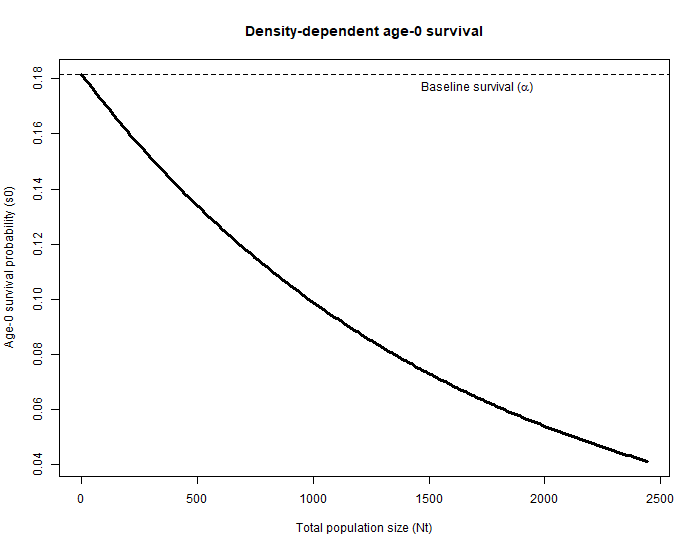 Density-dependent age-0 survival
Baseline survival (α)
Age-0 survival probability (s0)
0.18
0.16
0.14
0.12
0.10
0.08
0.06
0.04
0 500 1000 1500 2000 2500
Total population size (Nt)